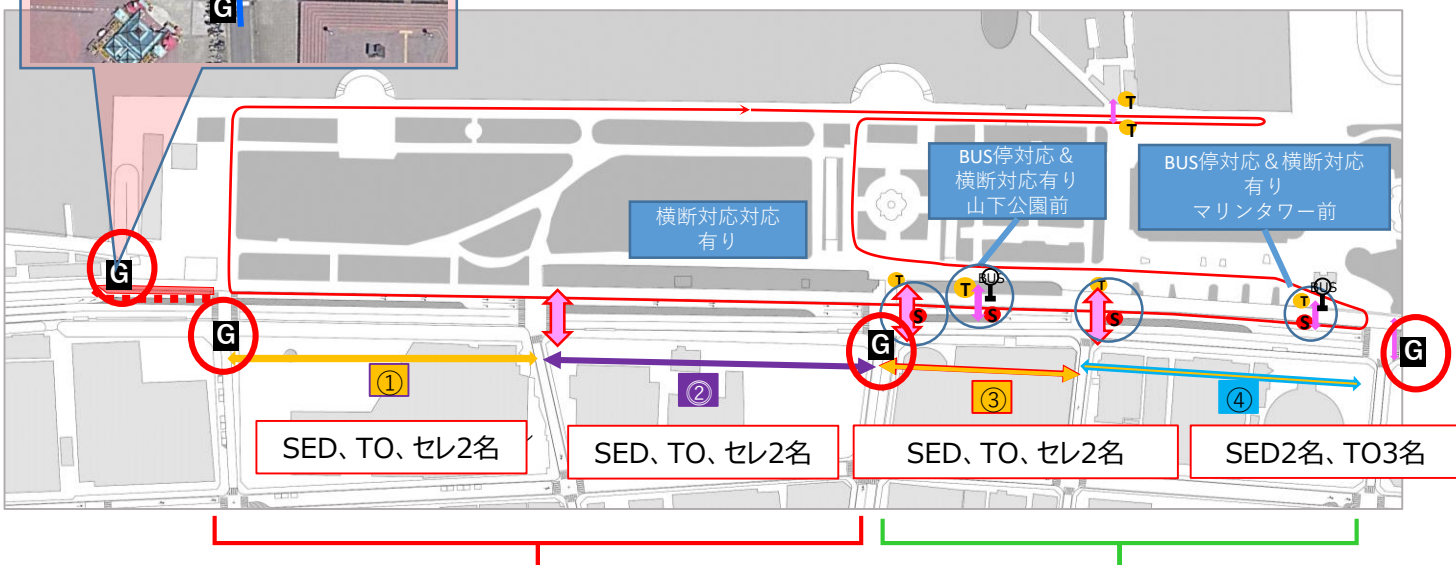 G
T
T
BUS停対応＆
横断対応有り
山下公園前
BUS停対応＆横断対応
有り
マリンタワー前
横断対応対応
有り
G
T
T
BUS
T
T
BUS
S
S
S
S
G
G
G
①
②
③
④
SED、TO、セレ2名
SED、TO、セレ2名
SED、TO、セレ2名
SED2名、TO3名